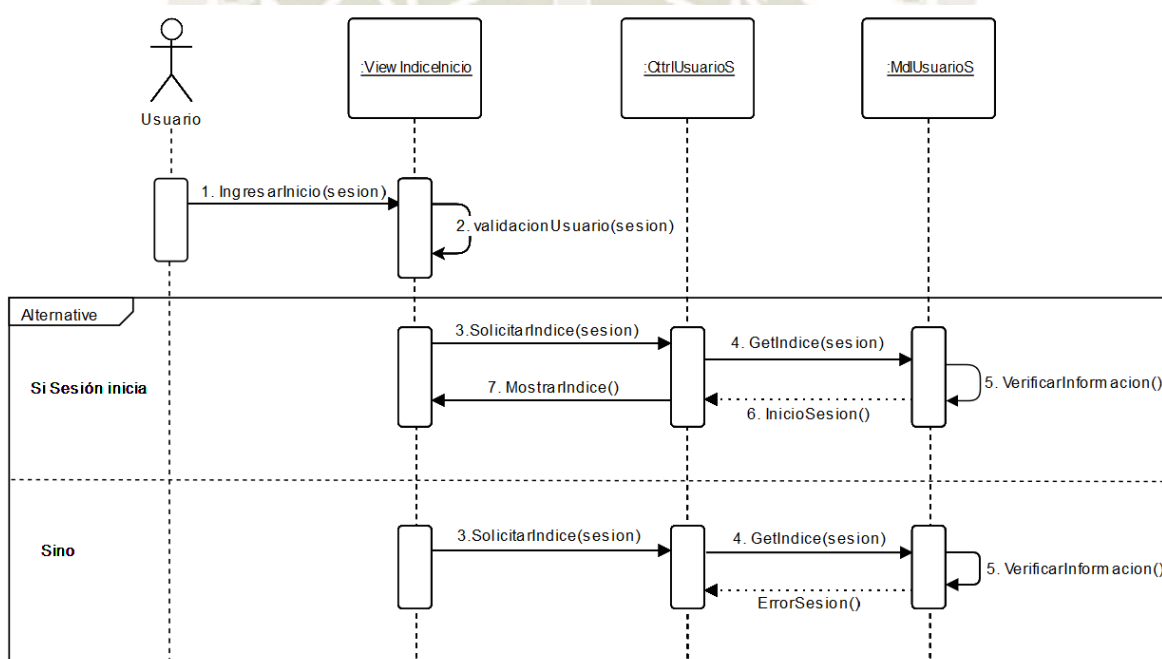 :ViewIndiceInicio
:CttrlUsuarioS
:MdlUsuarioS
Usuario
1. IngresarInicio(sesion)
2. validacionUsuario(sesion)
Alternative
3.SolicitarIndice(sesion)
4. GetIndice(sesion)
Si Sesión inicia
7. MostrarIndice()
5. VerificarInformacion()
6. InicioSesion()
3.SolicitarIndice(sesion)
4. GetIndice(sesion)
Sino
5. VerificarInformacion()
ErrorSesion()